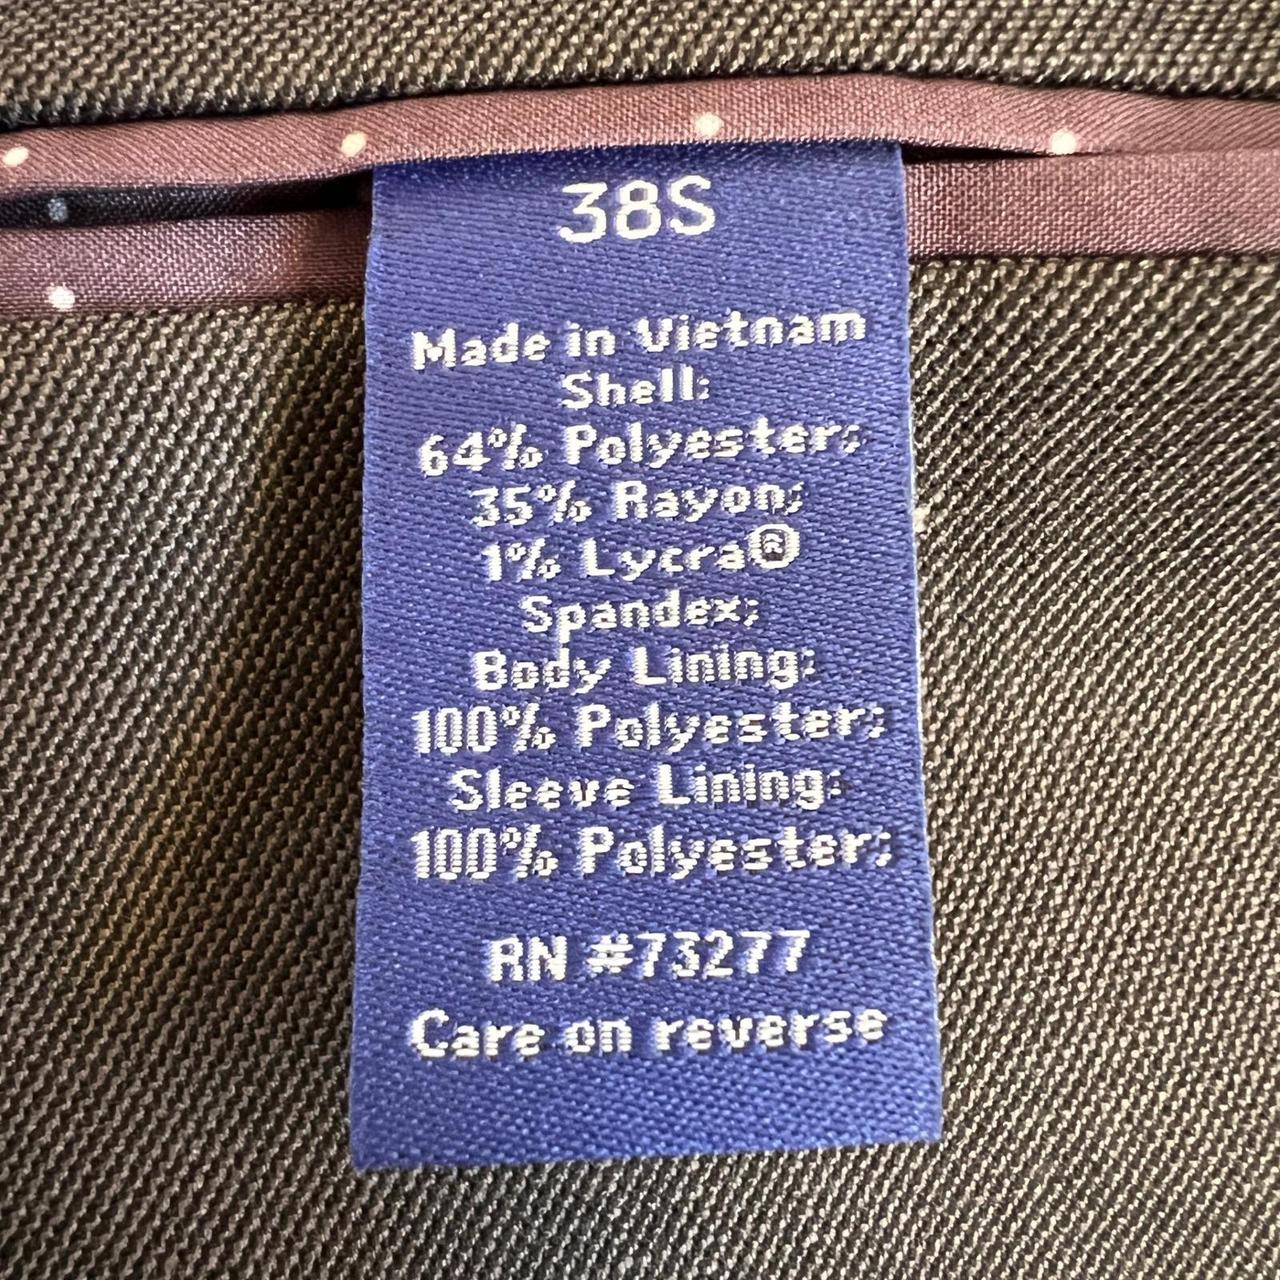 38S
Made in Vietnam
Shell:
64% Polyester;
35% Rayon;
1% Lycra®
Spandex;
Body Lining:
100% Polyester;
Sleeve Lining:
100% Polyester;
RN #73277
Care on reverse